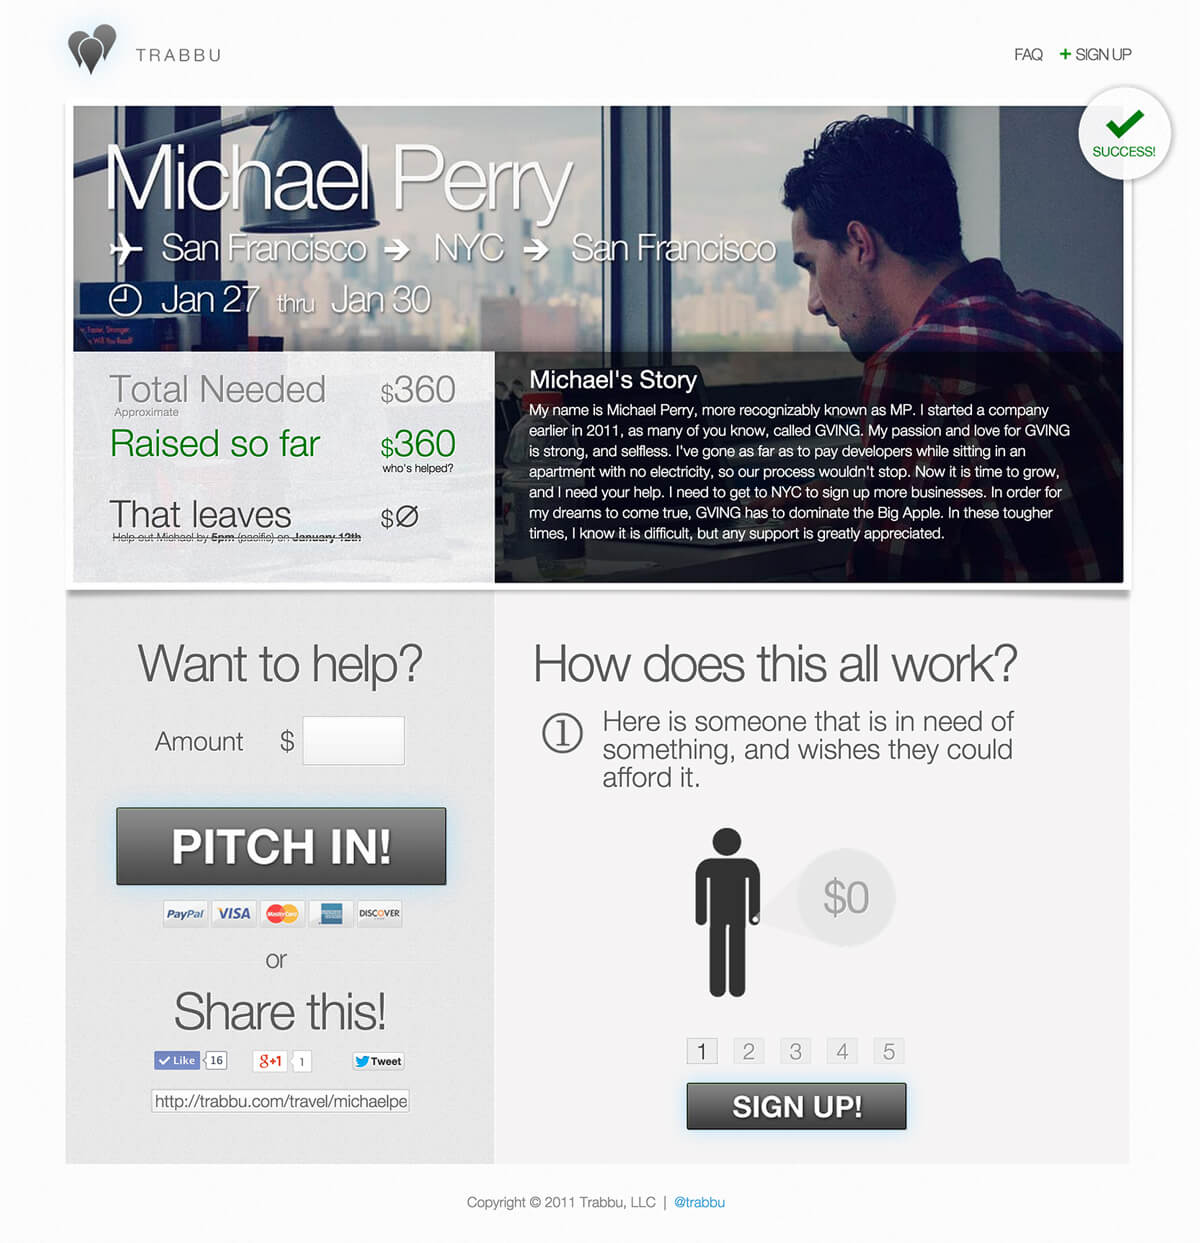 TRABBU
FAQ + SIGN UP
SUCCESS!
Michael Perry
San Francisco → NYC → San Francisco
Jan 27 thru Jan 30
Faster, Stronger,
Will You Read!
Total Needed $360
Approximate
Raised so far $360
who's helped?
That leaves $Ø
Help out Michael by 5pm (pacific) on January 12th
Michael's Story
My name is Michael Perry, more recognizably known as MP. I started a company
earlier in 2011, as many of you know, called GVING. My passion and love for GVING
is strong, and selfless. I've gone as far as to pay developers while sitting in an
apartment with no electricity, so our process wouldn't stop. Now it is time to grow,
and I need your help. I need to get to NYC to sign up more businesses. In order for
my dreams to come true, GVING has to dominate the Big Apple. In these tougher
times, I know it is difficult, but any support is greatly appreciated.
Want to help?
Amount $
PITCH IN!
PayPal VISA MasterCard AMERICAN EXPRESS DISCOVER
or
Share this!
Like 16 g+1 1 Tweet
http://trabbu.com/travel/michaelpe
How does this all work?
① Here is someone that is in need of
something, and wishes they could
afford it.
$0
1 2 3 4 5
SIGN UP!
Copyright © 2011 Trabbu, LLC | @trabbu